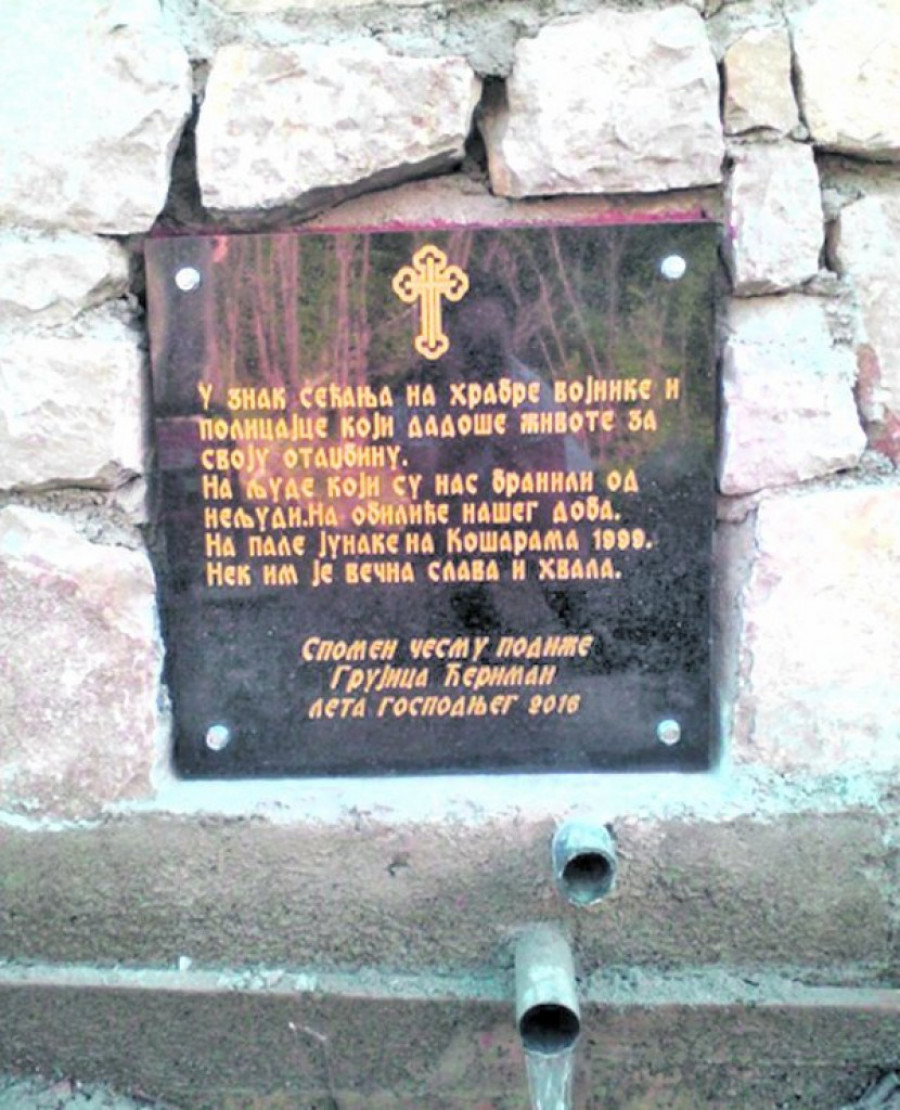 У знак сећања на храбре војнике и
полицајце који дадоше животе за
своју отаџбину.
На људе који су нас бранили од
нељуди.На обилиће нашег доба.
На пале јунаке на Кошарама 1999.
Нек им је вечна слава и хвала.
Спомен чесму подиже
Грујица Ћериман
лета господњег 2016